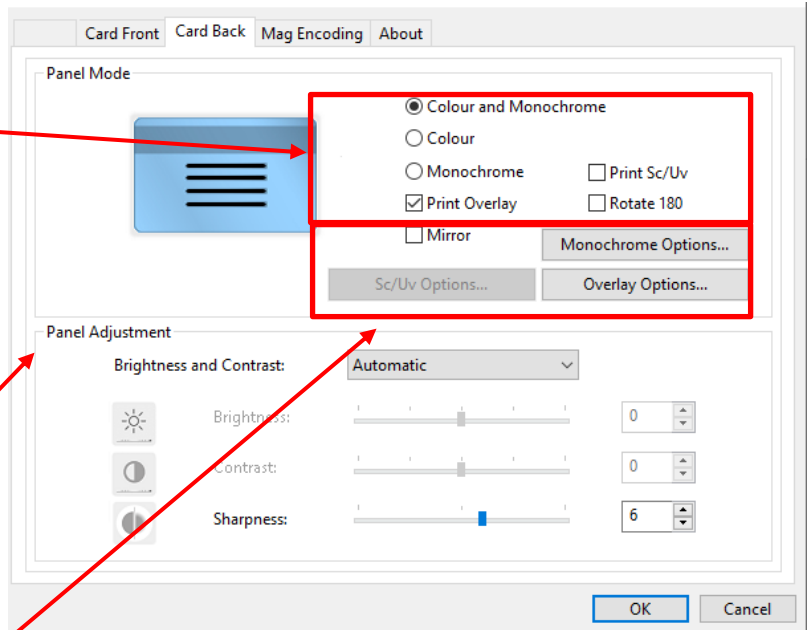 Card Front Card Back Mag Encoding About
Panel Mode
Colour and Monochrome
Colour
Monochrome Print Sc/Uv
Print Overlay Rotate 180
Mirror Monochrome Options...
Sc/Uv Options... Overlay Options...
Panel Adjustment
Brightness and Contrast: Automatic
Brightness: 0
Contrast: 0
Sharpness: 6
OK Cancel